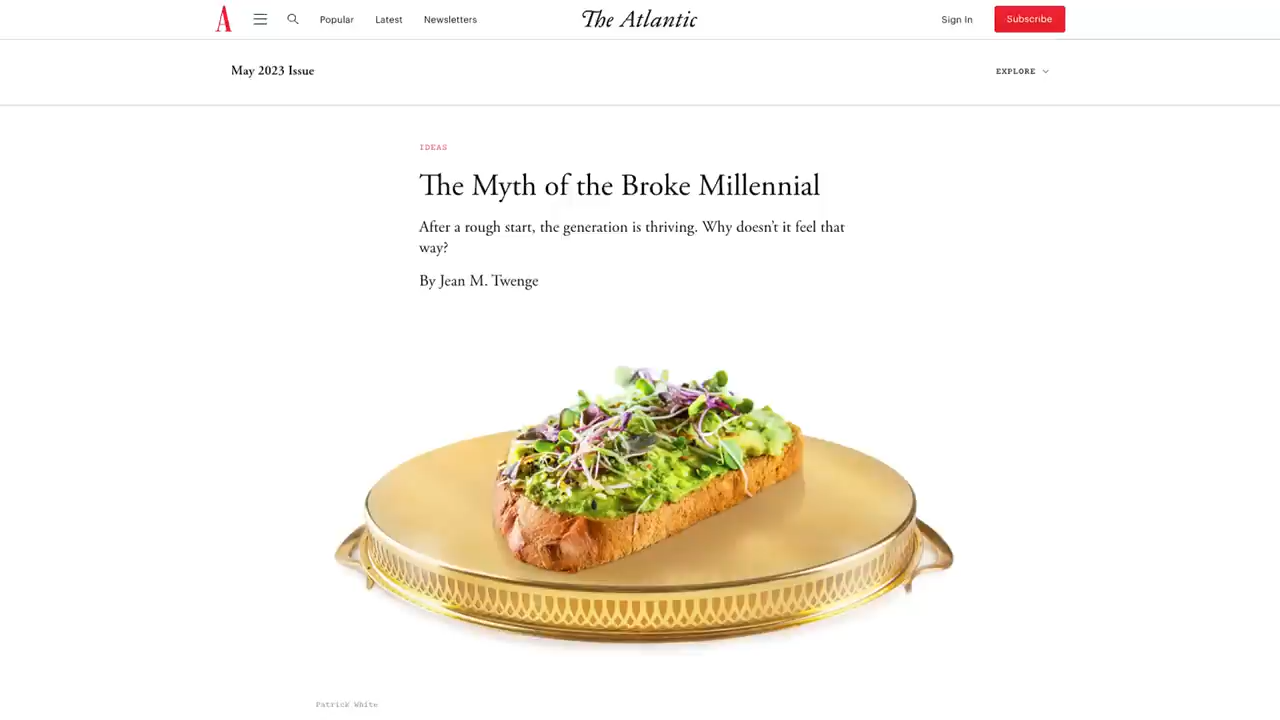 A
Popular
Latest
Newsletters
The Atlantic
Sign In
Subscribe
May 2023 Issue
EXPLORE
IDEAS
The Myth of the Broke Millennial
After a rough start, the generation is thriving. Why doesn't it feel that
way?
By Jean M. Twenge
Patrick White